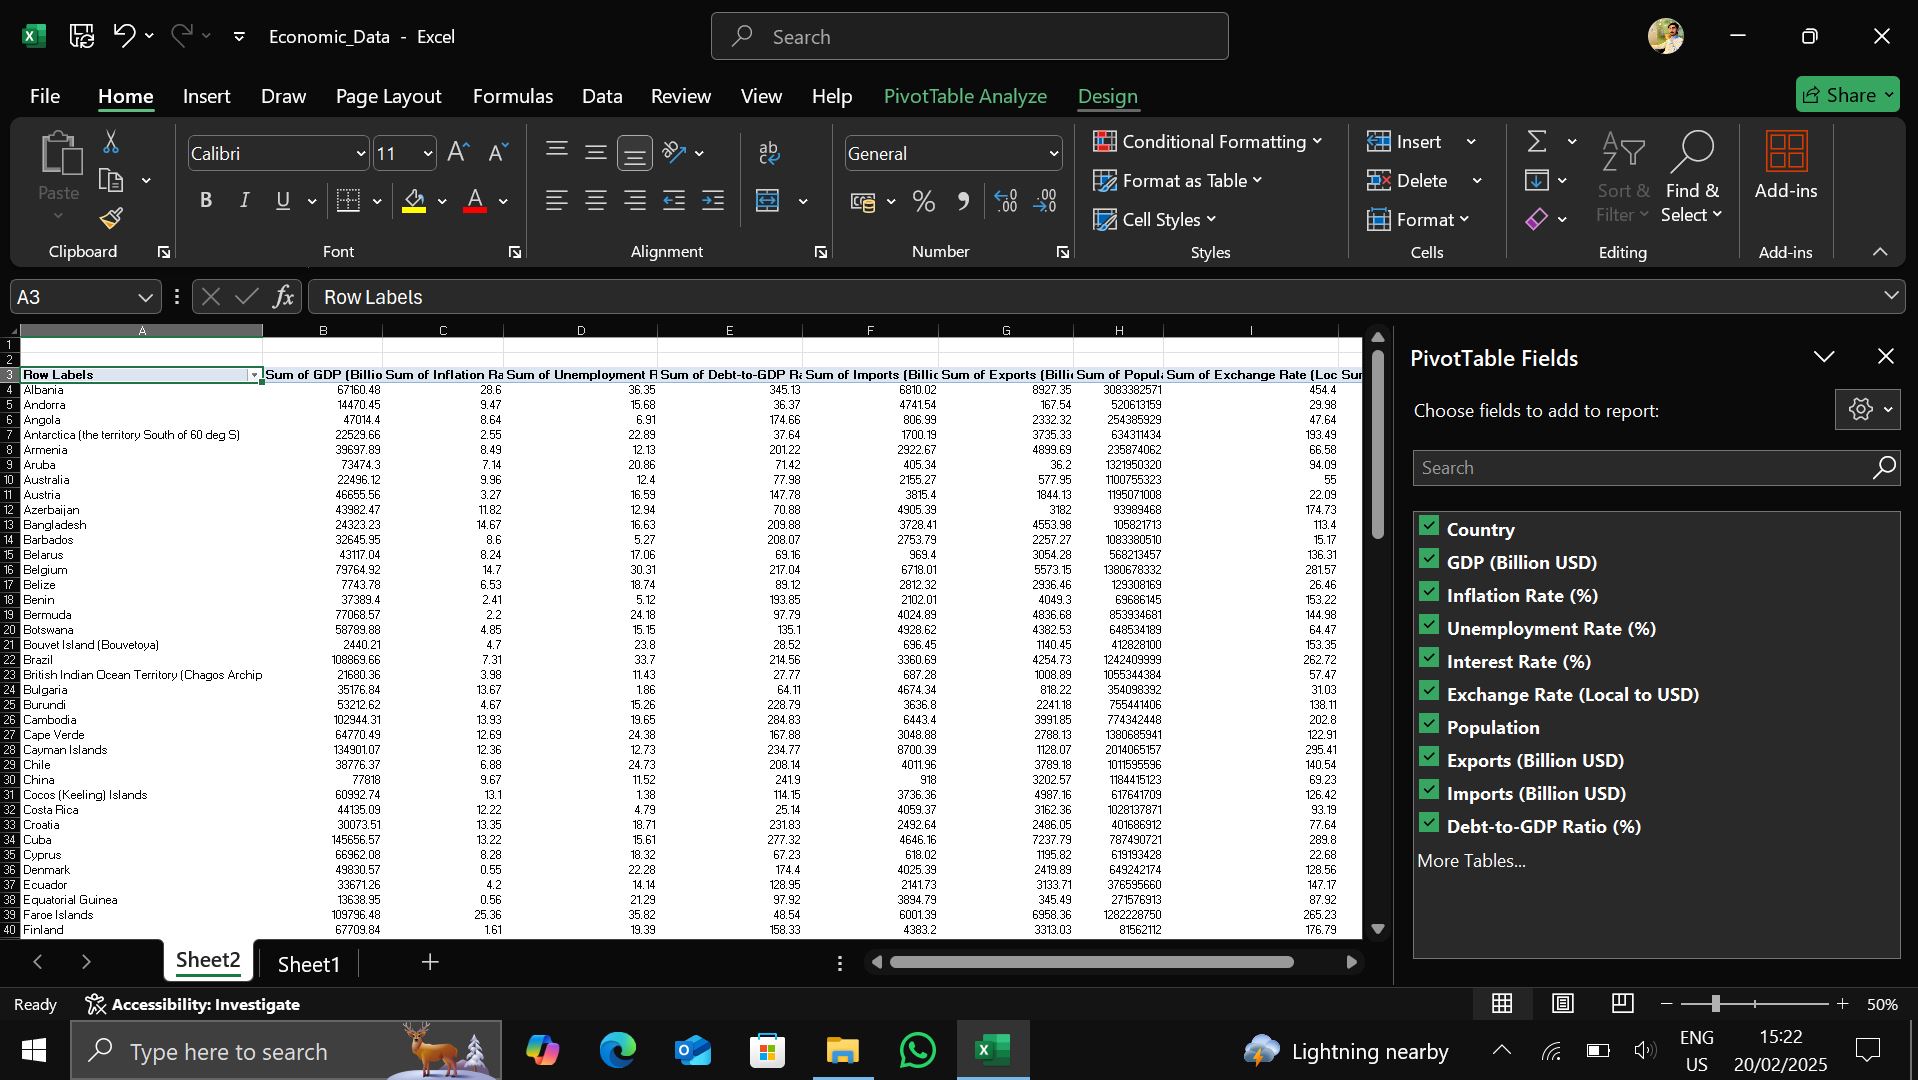 Economic_Data - Excel
Search
File Home Insert Draw Page Layout Formulas Data Review View Help PivotTable Analyze Design Share
Paste
Clipboard
Calibri 11
B I U
Font
Alignment
General
Number
Conditional Formatting
Format as Table
Cell Styles
Styles
Insert
Delete
Format
Cells
Sort & Filter
Find & Select
Editing
Add-ins
Add-ins
A3 fx Row Labels
A B C D E F G H I
1
2
3 Row Labels Sum of GDP (Billio Sum of Inflation Ra Sum of Unemployment R Sum of Debt-to-GDP Ra Sum of Imports (Billic Sum of Exports (Billi Sum of Popul Sum of Exchange Rate (Loc Sur
4 Albania 67160.48 28.6 36.35 345.13 6810.02 8927.35 3083382571 454.4
5 Andorra 14470.45 9.47 15.68 36.37 4741.54 167.54 520613159 29.98
6 Angola 47014.4 8.64 6.91 174.66 806.99 2332.32 254385929 47.64
7 Antarctica (the territory South of 60 deg S) 22529.66 2.55 22.89 37.64 1700.19 3735.33 634311434 193.49
8 Armenia 39697.89 8.49 12.13 201.22 2922.67 4899.69 235874062 66.58
9 Aruba 73474.3 7.14 20.86 71.42 405.34 36.2 1321950320 94.09
10 Australia 22496.12 9.96 12.4 77.98 2155.27 577.95 1100755323 55
11 Austria 46655.56 3.27 16.59 147.78 3815.4 1844.13 1195071008 22.09
12 Azerbaijan 43982.47 11.82 12.94 70.88 4905.39 3182 93989468 174.73
13 Bangladesh 24323.23 14.67 16.63 209.88 3728.41 4553.98 105821713 113.4
14 Barbados 32645.95 8.6 5.27 208.07 2753.79 2257.27 1083380510 15.17
15 Belarus 43117.04 8.24 17.06 69.16 969.4 3054.28 568213457 136.31
16 Belgium 79764.92 14.7 30.31 217.04 6718.01 5573.15 1380678332 281.57
17 Belize 7743.78 6.53 18.74 89.12 2812.32 2936.46 129308169 26.46
18 Benin 37389.4 2.41 5.12 193.85 2102.01 4049.3 69686145 153.22
19 Bermuda 77068.57 2.2 24.18 97.79 4024.89 4836.68 853934681 144.98
20 Botswana 58789.88 4.85 15.15 135.1 4928.62 4382.53 648534189 64.47
21 Bouvet Island (Bouvetoya) 2440.21 4.7 23.8 28.52 696.45 1140.45 412828100 153.35
22 Brazil 108869.66 7.31 33.7 214.56 3360.69 4254.73 1242409999 262.72
23 British Indian Ocean Territory (Chagos Archip 21680.36 3.98 11.43 27.77 687.28 1008.89 1055344384 57.47
24 Bulgaria 35176.84 13.67 1.86 64.11 4674.34 818.22 354098392 31.03
25 Burundi 53212.62 4.67 15.26 228.79 3636.8 2241.18 755441406 138.11
26 Cambodia 102944.31 13.93 19.65 284.83 6443.4 3991.85 774342448 202.8
27 Cape Verde 64770.49 12.69 24.38 167.88 3048.88 2788.13 1380685941 122.91
28 Cayman Islands 134901.07 12.36 12.73 234.77 8700.39 1128.07 2014065157 295.41
29 Chile 38776.37 6.88 24.73 208.14 4011.96 3789.18 1011595596 140.54
30 China 77818 9.67 11.52 241.9 918 3202.57 1184415123 69.23
31 Cocos (Keeling) Islands 60992.74 13.1 1.38 114.15 3736.36 4987.16 617641709 126.42
32 Costa Rica 44135.09 12.22 4.79 25.14 4059.37 3162.36 1028137871 93.19
33 Croatia 30073.51 13.35 18.71 231.83 2492.64 2486.05 401686912 77.64
34 Cuba 145656.57 13.22 15.61 277.32 4646.16 7237.79 787490721 289.8
35 Cyprus 66962.08 8.28 18.32 67.23 618.02 1195.82 619193428 22.68
36 Denmark 49830.57 0.55 22.28 174.4 4025.39 2419.89 649242174 128.56
37 Ecuador 33671.26 4.2 14.14 128.95 2141.73 3133.71 376595660 147.17
38 Equatorial Guinea 13638.95 0.56 21.29 97.92 3894.79 345.49 271576913 87.92
39 Faroe Islands 109796.48 25.36 35.82 48.54 6001.39 6958.36 1282228750 265.23
40 Finland 67709.84 1.61 19.39 158.33 4383.2 3313.03 81562112 176.79
PivotTable Fields
Choose fields to add to report:
Search
Country
GDP (Billion USD)
Inflation Rate (%)
Unemployment Rate (%)
Interest Rate (%)
Exchange Rate (Local to USD)
Population
Exports (Billion USD)
Imports (Billion USD)
Debt-to-GDP Ratio (%)
More Tables...
Sheet2 Sheet1
Ready Accessibility: Investigate 50%
Type here to search
Lightning nearby
ENG
US
15:22
20/02/2025